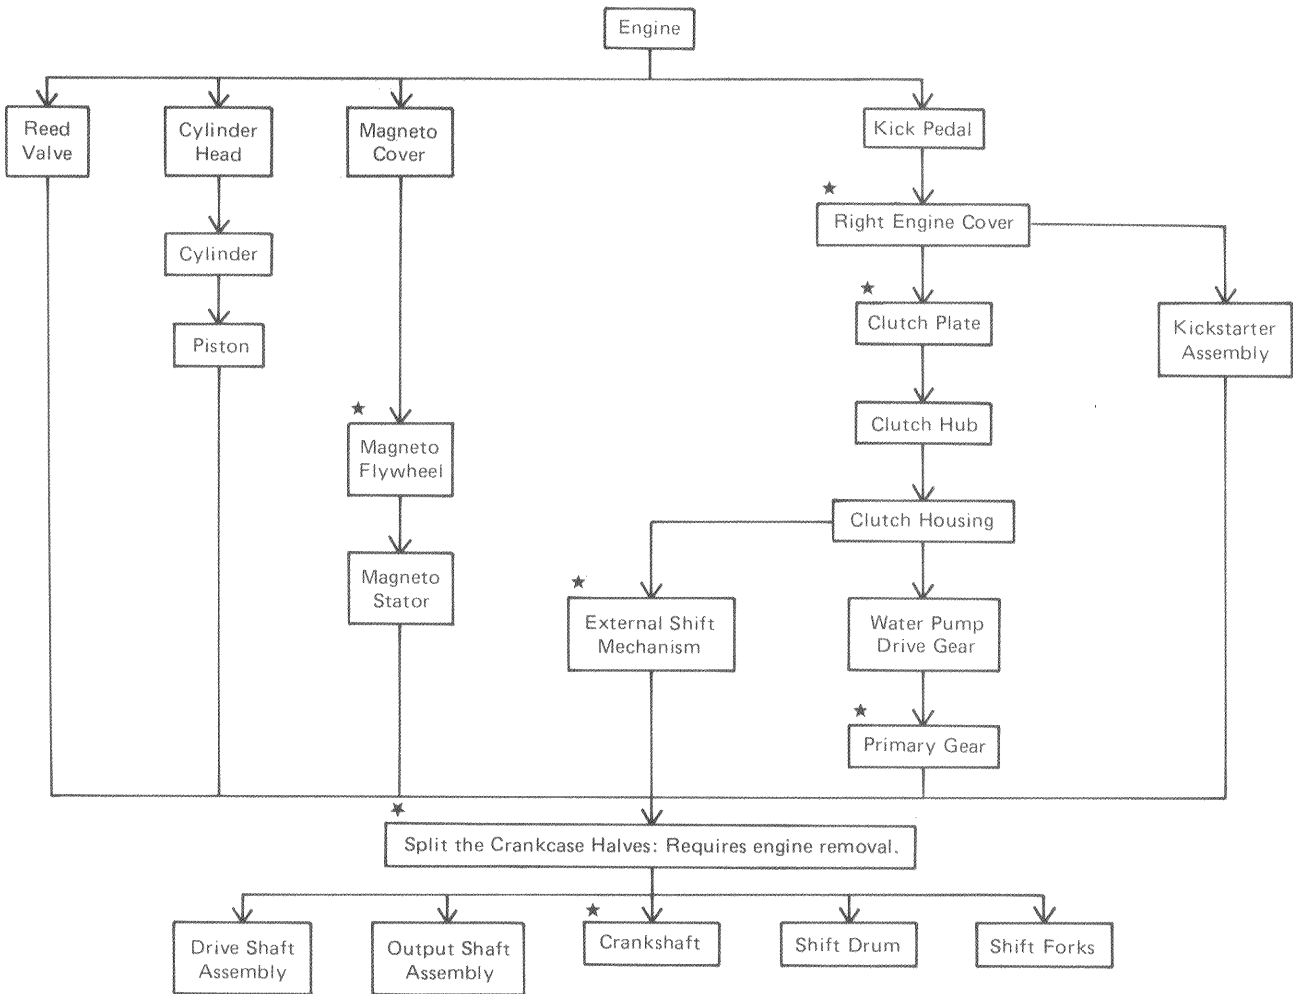 Engine
Reed
Valve
Cylinder
Head
Magneto
Cover
Kick Pedal
Right Engine Cover
Cylinder
Clutch Plate
Kickstarter
Assembly
Piston
Clutch Hub
Magneto
Flywheel
Clutch Housing
Magneto
Stator
External Shift
Mechanism
Water Pump
Drive Gear
Primary Gear
Split the Crankcase Halves: Requires engine removal.
Drive Shaft
Assembly
Output Shaft
Assembly
Crankshaft
Shift Drum
Shift Forks